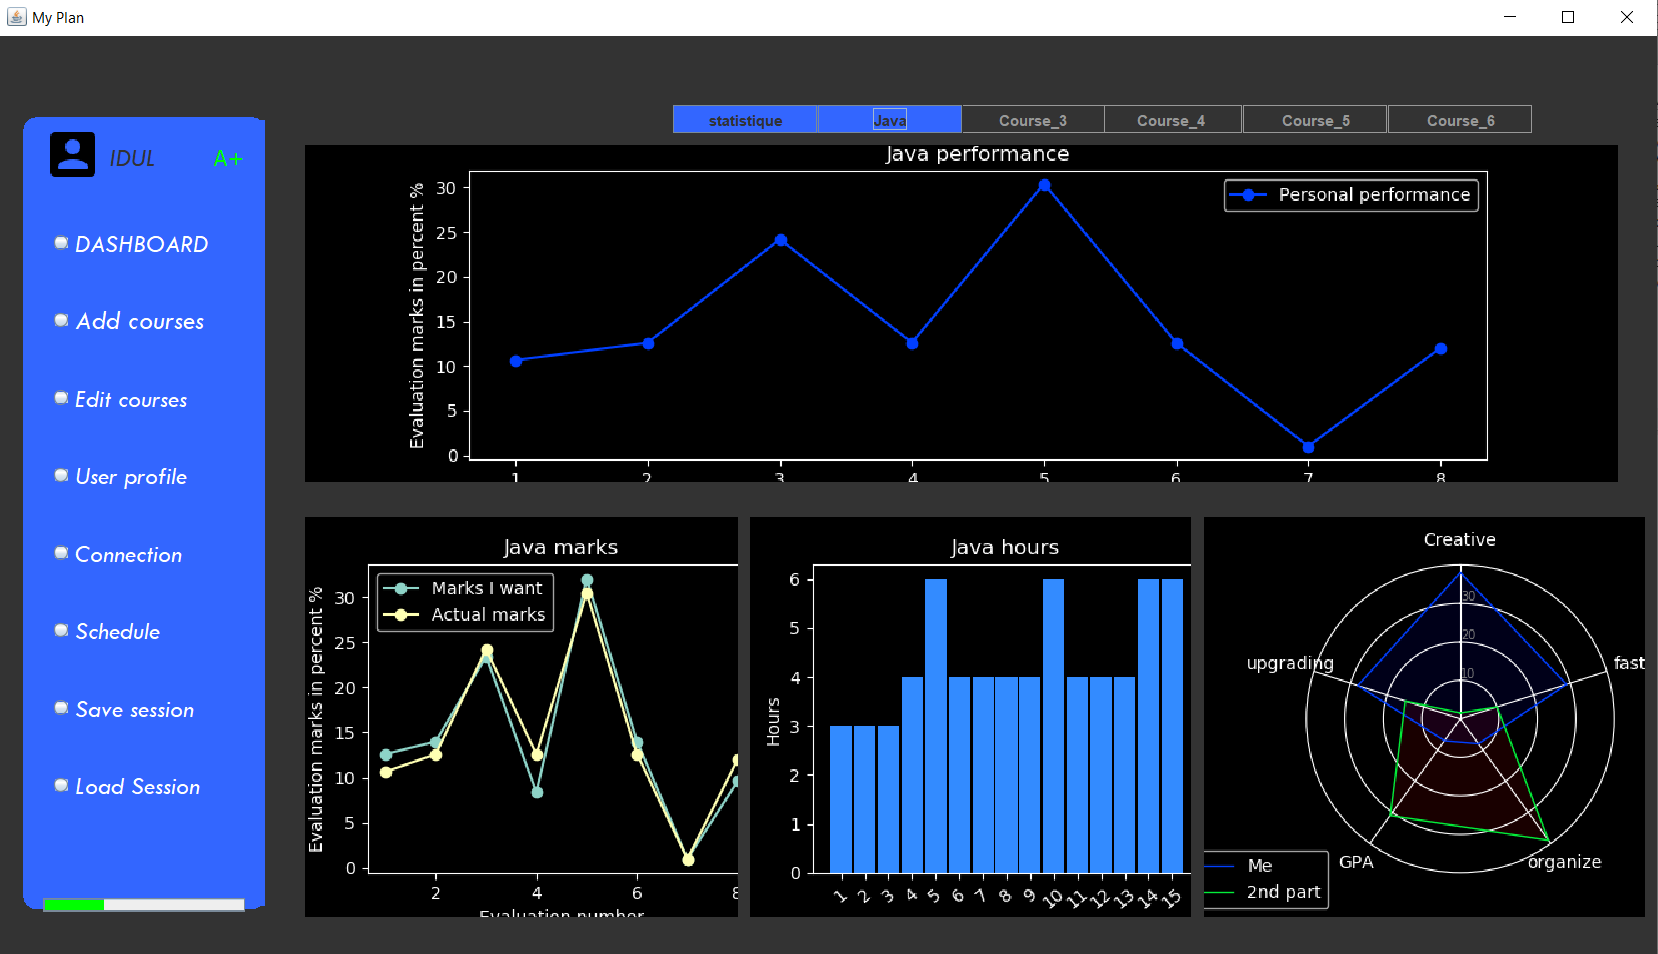 My Plan
statistique Java Course_3 Course_4 Course_5 Course_6
IDUL A+
DASHBOARD
Add courses
Edit courses
User profile
Connection
Schedule
Save session
Load Session
Java performance
Personal performance
Evaluation marks in percent %
30
25
20
15
10
5
0
1 2 3 4 5 6 7 8
Java marks
Marks I want
Actual marks
Evaluation marks in percent %
30
25
20
15
10
5
0
2 4 6 8
Evaluation number
Java hours
Hours
6
5
4
3
2
1
0
1 2 3 4 5 6 7 8 9 10 11 12 13 14 15
Creative
30
20
10
upgrading
fast
GPA
organize
Me
2nd part